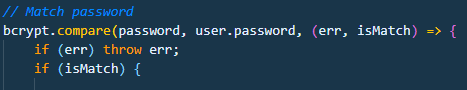 // Match password
bcrypt.compare(password, user.password, (err, isMatch) => {
if (err) throw err;
if (isMatch) {